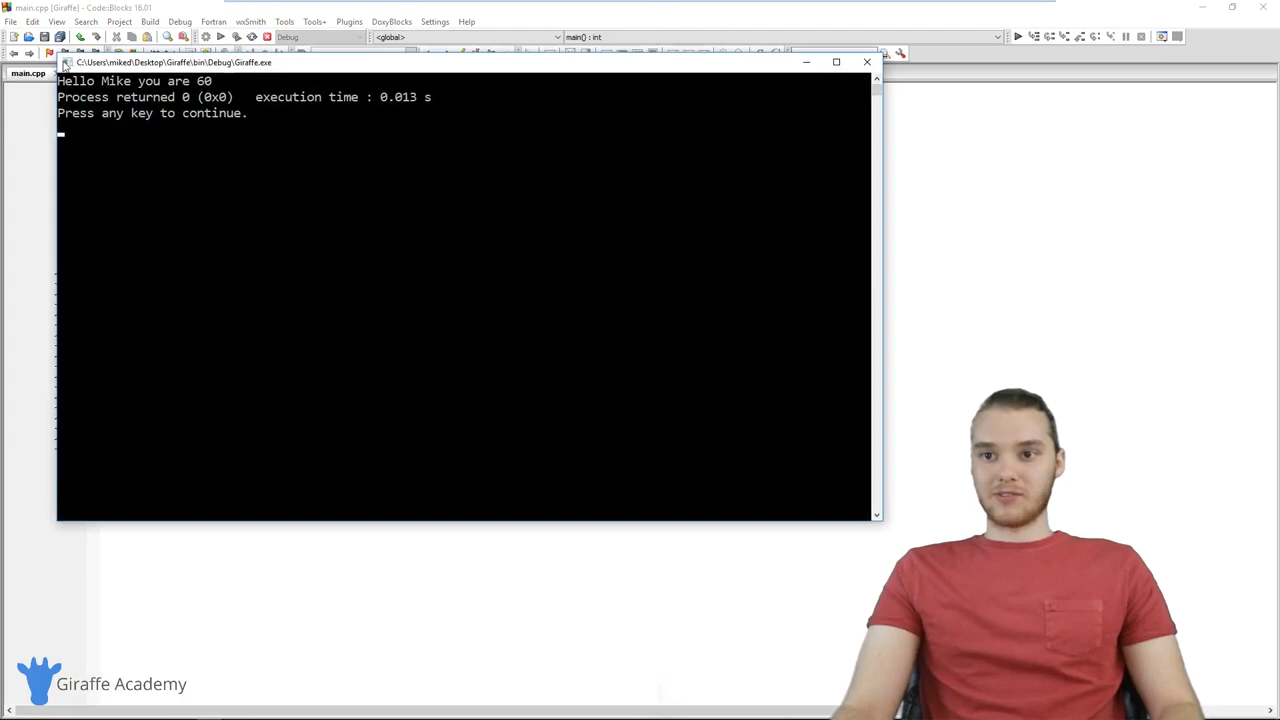 main.cpp [Giraffe] - Code::Blocks 16.01
File Edit View Search Project Build Debug Fortran wxSmith Tools Tools+ Plugins DoxyBlocks Settings Help
Debug
<global>
main() : int
main.cpp
C:\Users\miked\Desktop\Giraffe\bin\Debug\Giraffe.exe
Hello Mike you are 60
Process returned 0 (0x0)   execution time : 0.013 s
Press any key to continue.
Giraffe Academy